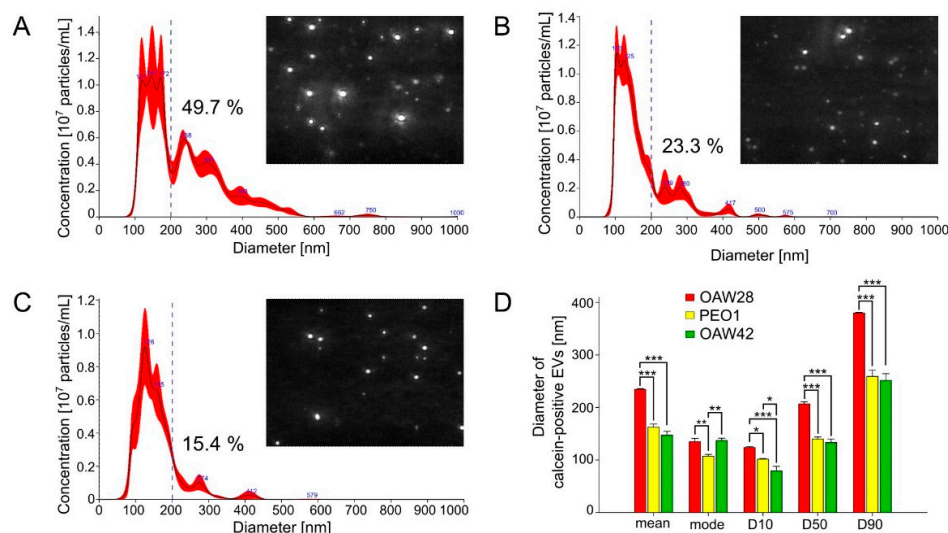 A
Concentration [10⁷ particles/mL]
1.4
1.2
1.0
0.8
0.6
0.4
0.2
0
49.7 %
692
750
1000
0 100 200 300 400 500 600 700 800 900 1000
Diameter [nm]
B
Concentration [10⁷ particles/mL]
1.4
1.2
1.0
0.8
0.6
0.4
0.2
0
23.3 %
417
500
575
700
0 100 200 300 400 500 600 700 800 900 1000
Diameter [nm]
C
Concentration [10⁷ particles/mL]
1.2
1.0
0.8
0.6
0.4
0.2
0
15.4 %
412
579
0 100 200 300 400 500 600 700 800 900 1000
Diameter [nm]
D
Diameter of
calcein-positive EVs [nm]
400
300
200
100
0
OAW28
PEO1
OAW42
***
***
** **
* *** *
***
***
***
***
mean mode D10 D50 D90